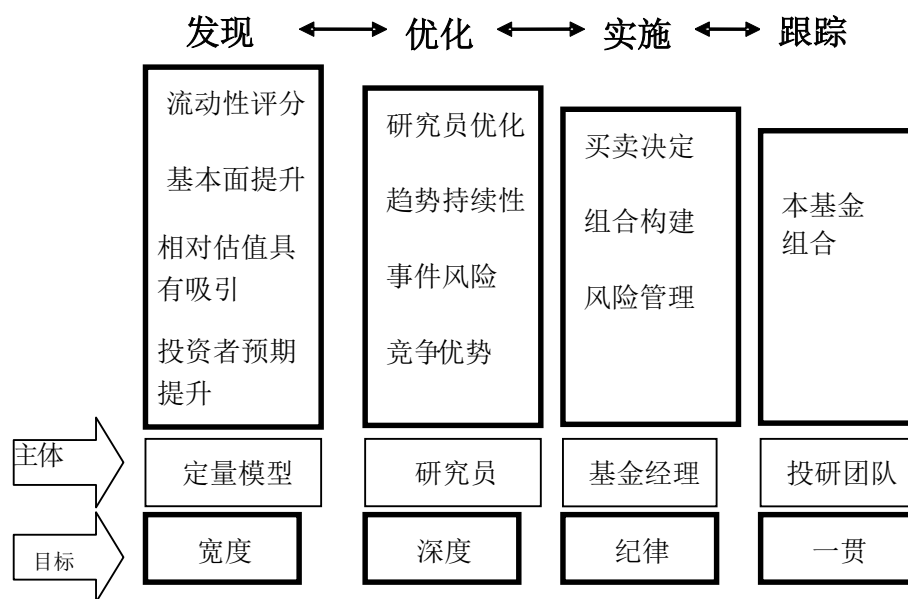 发现 优化 实施 跟踪
流动性评分
基本面提升
相对估值具
有吸引
投资者预期
提升
研究员优化
趋势持续性
事件风险
竞争优势
买卖决定
组合构建
风险管理
本基金
组合
主体 定量模型 研究员 基金经理 投研团队
目标 宽度 深度 纪律 一贯